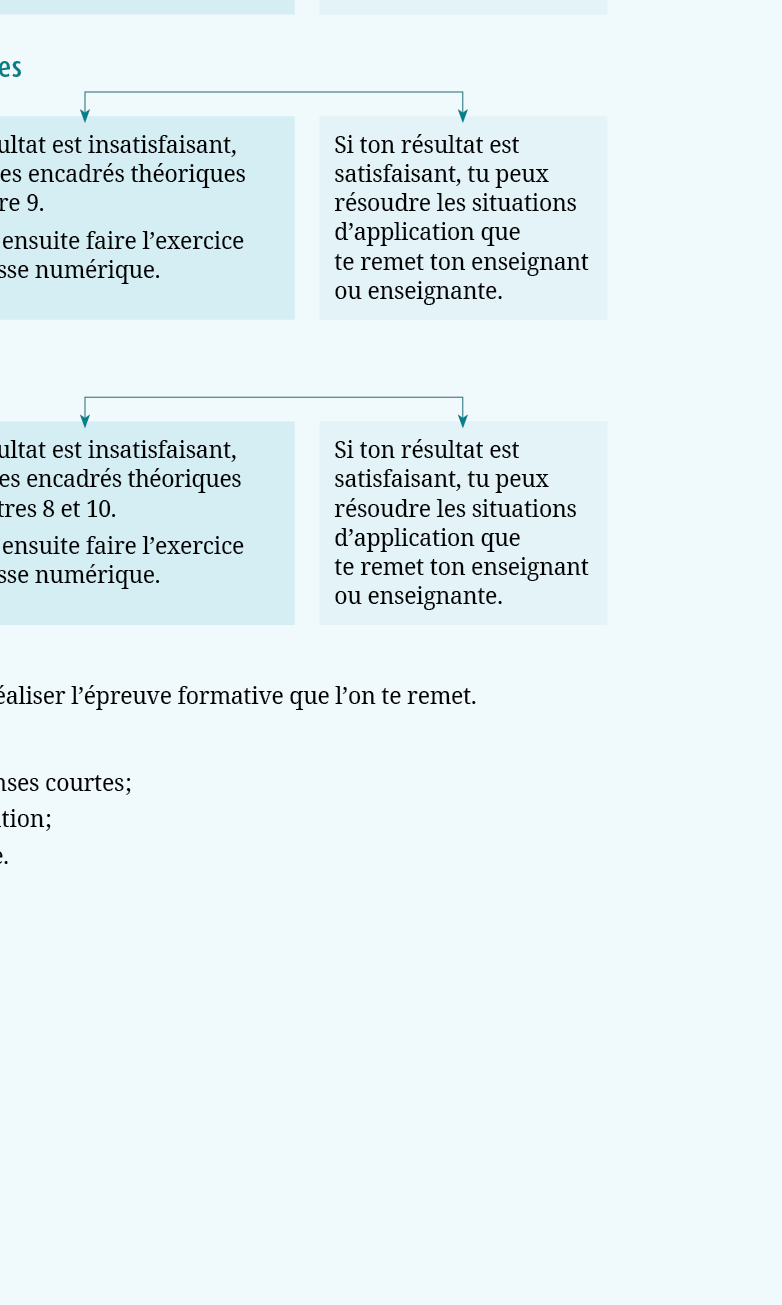 es
ultat est insatisfaisant,
es encadrés théoriques
re 9.
ensuite faire l’exercice
sse numérique.
Si ton résultat est
satisfaisant, tu peux
résoudre les situations
d’application que
te remet ton enseignant
ou enseignante.
ultat est insatisfaisant,
es encadrés théoriques
tres 8 et 10.
ensuite faire l’exercice
sse numérique.
Si ton résultat est
satisfaisant, tu peux
résoudre les situations
d’application que
te remet ton enseignant
ou enseignante.
éaliser l’épreuve formative que l’on te remet.
nses courtes;
tion;
e.